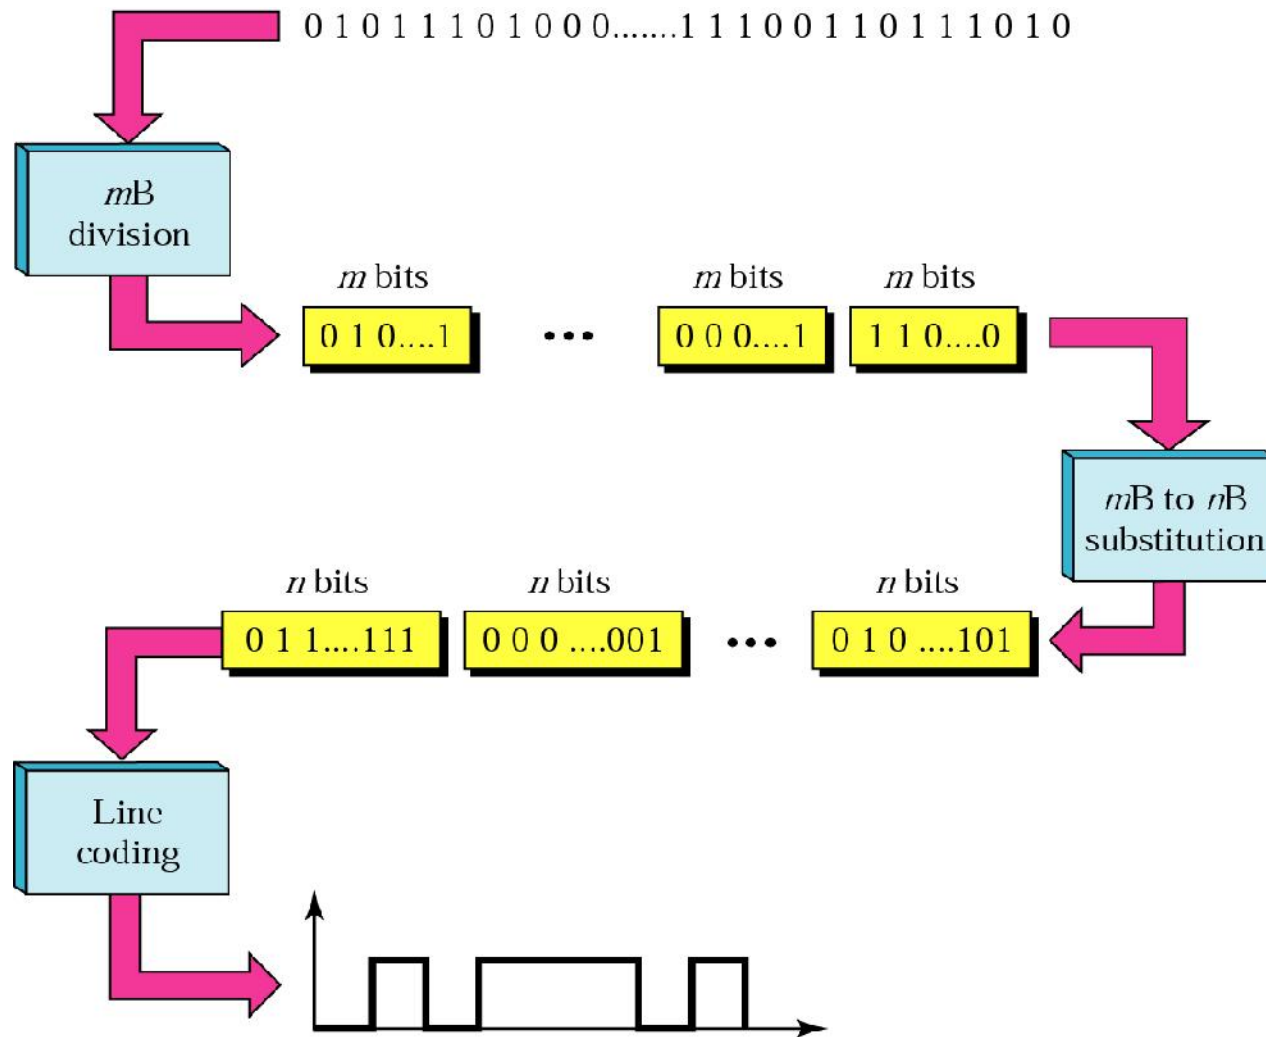 0 1 0 1 1 1 0 1 0 0 0.......1 1 1 0 0 1 1 0 1 1 1 0 1 0
mB
division
m bits
m bits
m bits
0 1 0....1
...
0 0 0....1
1 1 0....0
mB to nB
substitution
n bits
n bits
n bits
0 1 1....111
0 0 0 ....001
...
0 1 0 ....101
Line
coding